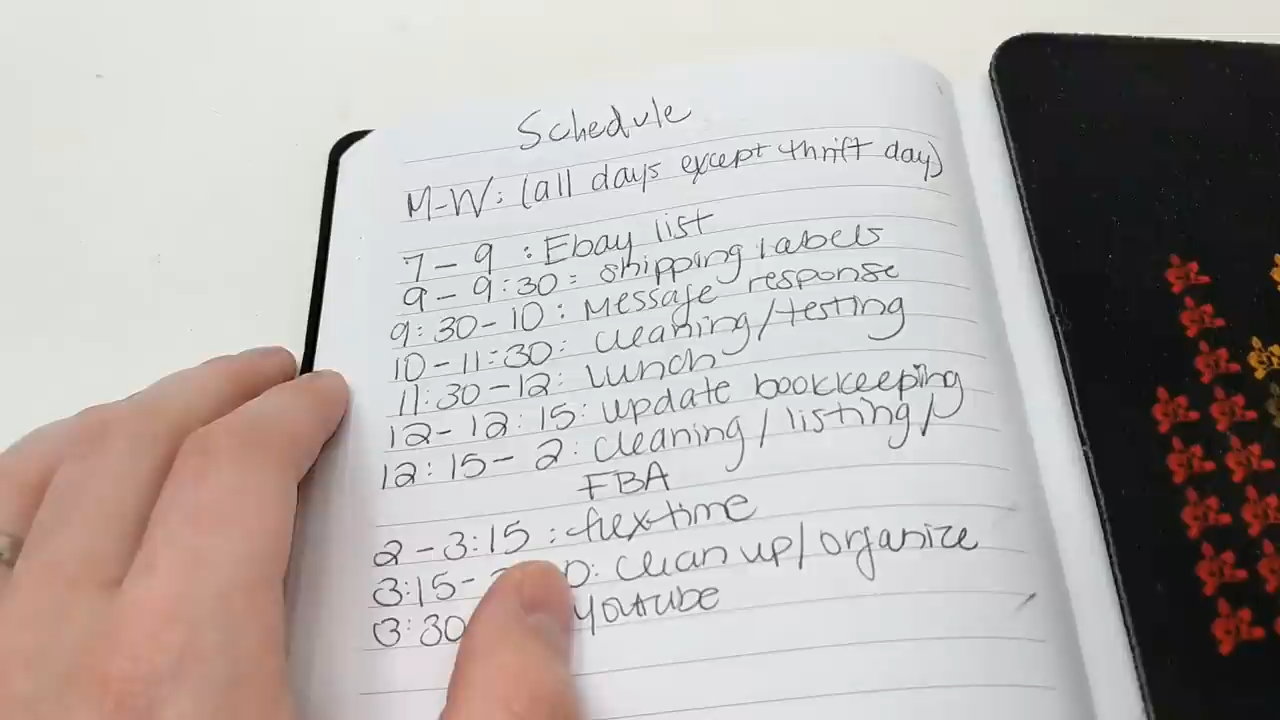 Schedule
M-W: (all days except thrift day)
7-9 : Ebay list
9-9:30: shipping labels
9:30-10: Message response
10-11:30: cleaning/testing
11:30-12: Lunch
12-12:15: update bookkeeping
12:15-2: cleaning/listing/
FBA
2-3:15: flex time
3:15- 0: clean up/organize
3:30 youtube